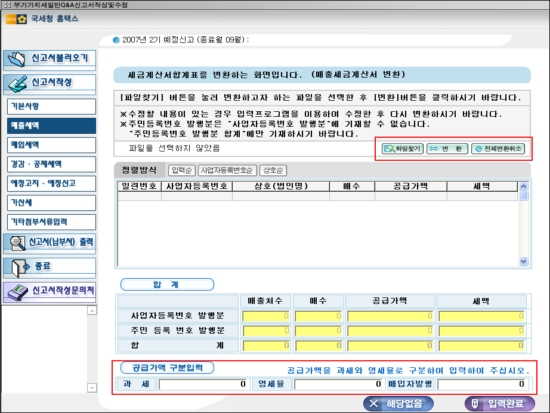 부가가치세일반Q&A신고서작성및수정
국세청 홈텍스
2007년 2기 예정신고 (종료월 09월) :
신고서불러오기
신고서작성
기본사항
매출세액
매입세액
경감·공제세액
예정고지·예정신고
가산세
기타첨부서류입력
신고서(납부서) 출력
종료
신고서작성문의처
세금계산서합계표를 변환하는 화면입니다. (매출세금계산서 변환)
[파일찾기] 버튼을 눌러 변환하고자 하는 파일을 선택한 후 [변환]버튼을 클릭하시기 바랍니다.
※수정할 내용이 있는 경우 입력프로그램을 이용하여 수정한 후 다시 변환하시기 바랍니다.
※주민등록번호 발행분은 "사업자등록번호 발행분"에 기재할 수 없습니다.
"주민등록번호 발행분 합계"에만 기재하시기 바랍니다.
파일을 선택하지 않았음
파일찾기 변 환 전체변환취소
정렬방식 입력순 사업자등록번호순 상호순
일련번호 사업자등록번호 상호(법인명) 매수 공급가액 세액
합 계
매출처수 매수 공급가액 세액
사업자등록번호 발행분 0 0 0 0
주민 등록 번호 발행분 0 0 0 0
합 계 0 0 0 0
공급가액 구분입력 공급가액을 과세와 영세율로 구분하여 입력하여 주십시오.
과 세 0 영세율 0 매입자발행 0
해당없음 입력완료